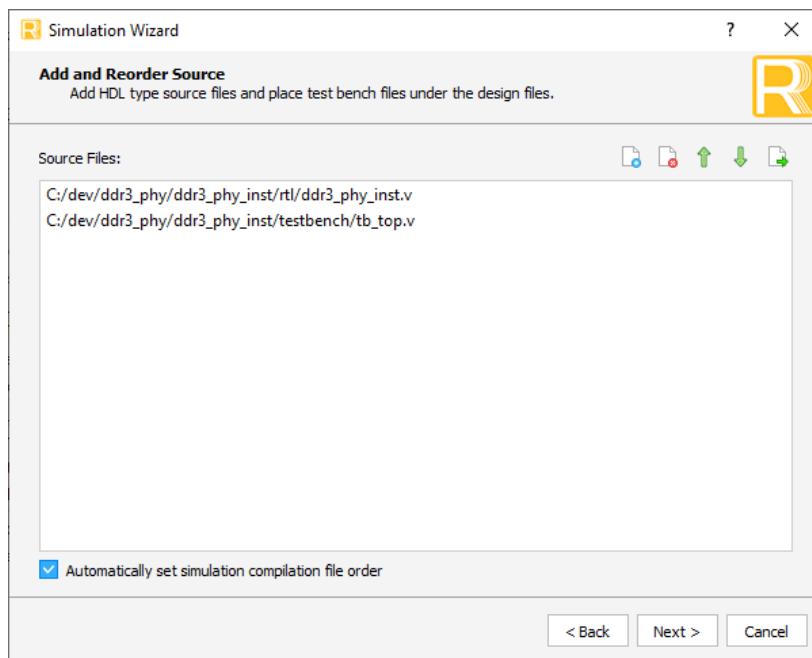 Simulation Wizard
Add and Reorder Source
Add HDL type source files and place test bench files under the design files.
Source Files:
C:/dev/ddr3_phy/ddr3_phy_inst/rtl/ddr3_phy_inst.v
C:/dev/ddr3_phy/ddr3_phy_inst/testbench/tb_top.v
Automatically set simulation compilation file order
< Back Next > Cancel